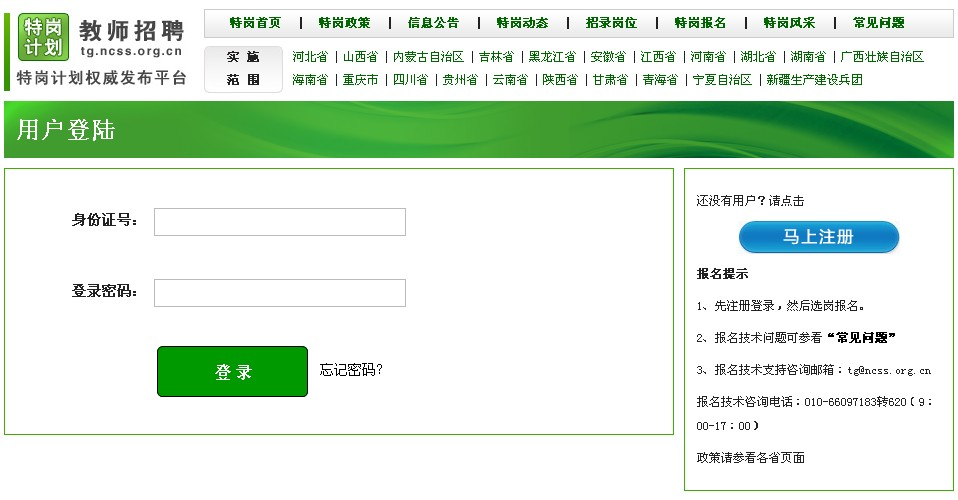 特岗计划 教师招聘
tg.ncss.org.cn
特岗计划权威发布平台
特岗首页 | 特岗政策 | 信息公告 | 特岗动态 | 招录岗位 | 特岗报名 | 特岗风采 | 常见问题
实 施 河北省 | 山西省 | 内蒙古自治区 | 吉林省 | 黑龙江省 | 安徽省 | 江西省 | 河南省 | 湖北省 | 湖南省 | 广西壮族自治区
范 围 海南省 | 重庆市 | 四川省 | 贵州省 | 云南省 | 陕西省 | 甘肃省 | 青海省 | 宁夏自治区 | 新疆生产建设兵团
用户登陆
身份证号：
登录密码：
登 录 忘记密码?
还没有用户？请点击
马上注册
报名提示
1、先注册登录，然后选岗报名。
2、报名技术问题可参看“常见问题”
3、报名技术支持咨询邮箱：tg@ncss.org.cn
报名技术咨询电话：010-66097183转620（9：
00-17：00）
政策请参看各省页面